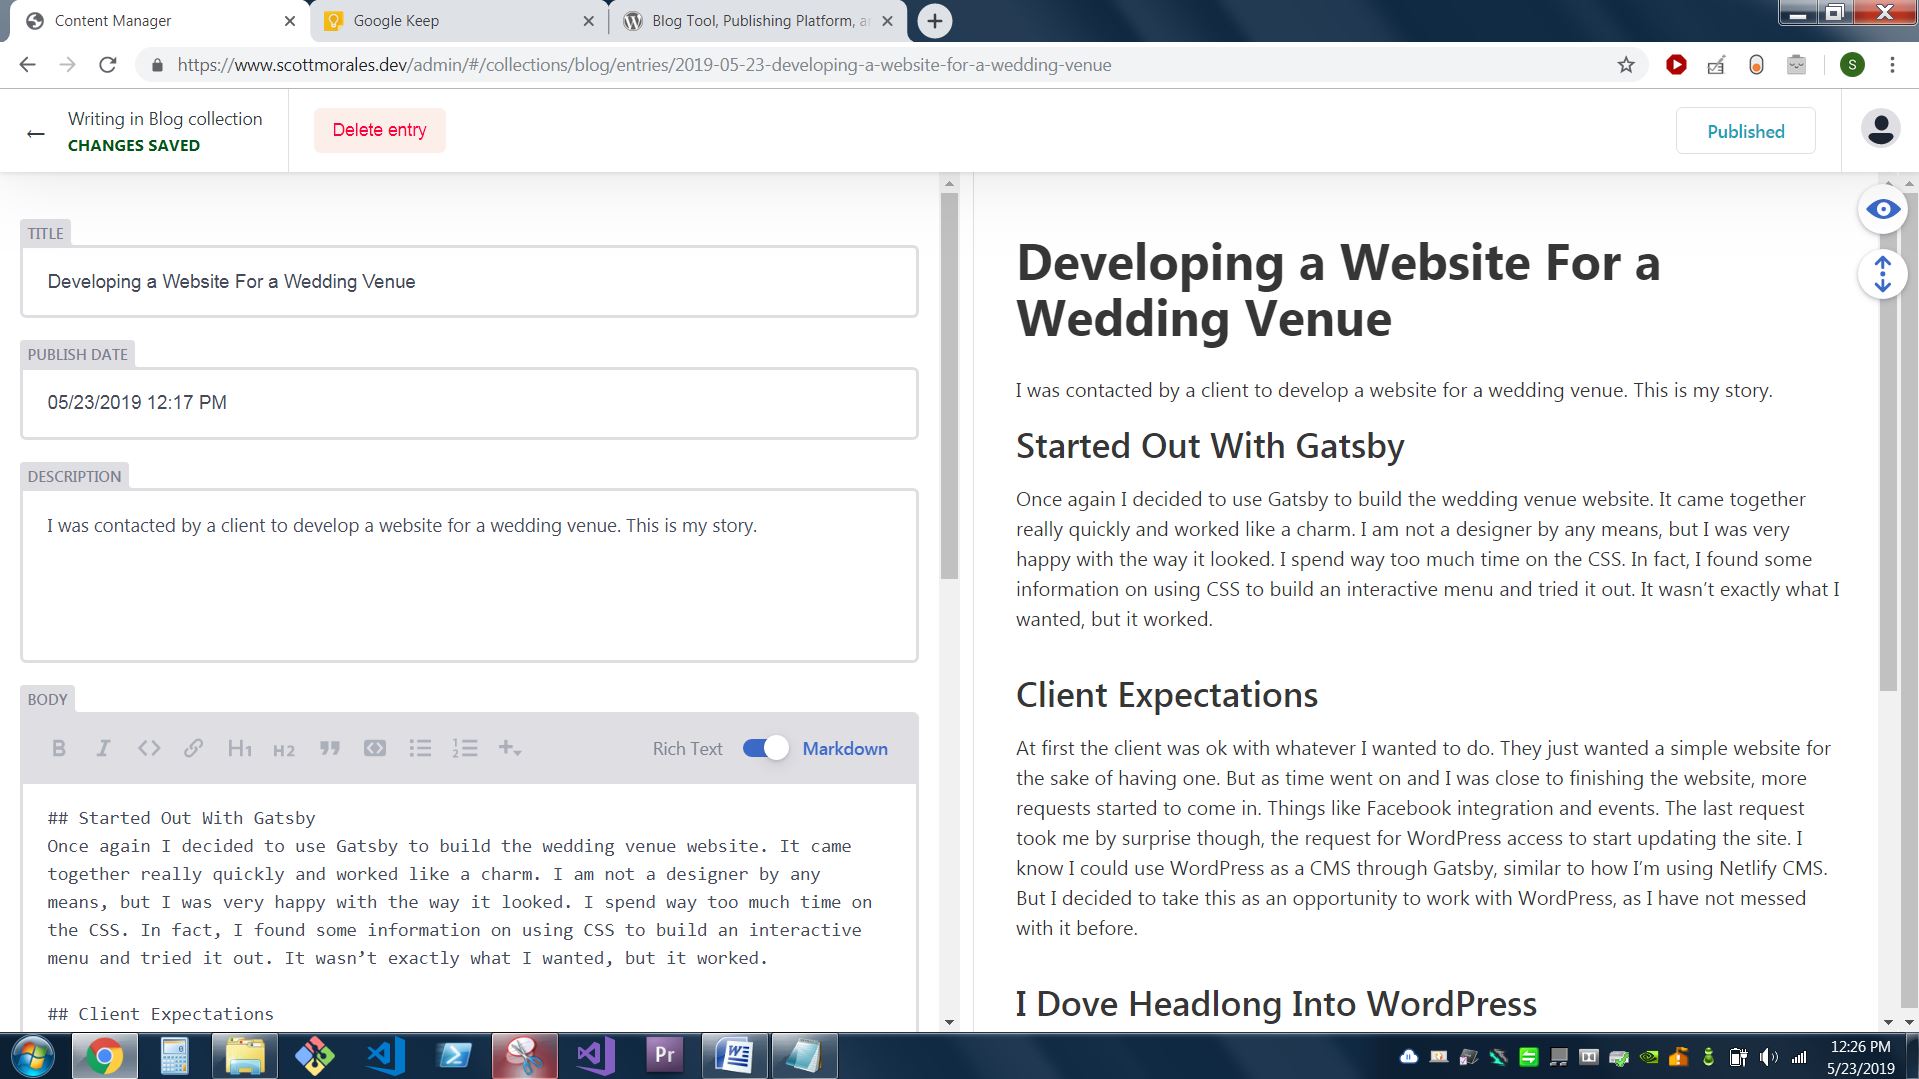 Content Manager
Google Keep
Blog Tool, Publishing Platform, a
https://www.scottmorales.dev/admin/#/collections/blog/entries/2019-05-23-developing-a-website-for-a-wedding-venue
S
Writing in Blog collection
CHANGES SAVED
Delete entry
Published
TITLE
Developing a Website For a Wedding Venue
PUBLISH DATE
05/23/2019 12:17 PM
DESCRIPTION
I was contacted by a client to develop a website for a wedding venue. This is my story.
BODY
B I <> H1 H2
Rich Text
Markdown
## Started Out With Gatsby
Once again I decided to use Gatsby to build the wedding venue website. It came
together really quickly and worked like a charm. I am not a designer by any
means, but I was very happy with the way it looked. I spend way too much time on
the CSS. In fact, I found some information on using CSS to build an interactive
menu and tried it out. It wasn’t exactly what I wanted, but it worked.
## Client Expectations
Developing a Website For a
Wedding Venue
I was contacted by a client to develop a website for a wedding venue. This is my story.
Started Out With Gatsby
Once again I decided to use Gatsby to build the wedding venue website. It came together
really quickly and worked like a charm. I am not a designer by any means, but I was very
happy with the way it looked. I spend way too much time on the CSS. In fact, I found some
information on using CSS to build an interactive menu and tried it out. It wasn’t exactly what I
wanted, but it worked.
Client Expectations
At first the client was ok with whatever I wanted to do. They just wanted a simple website for
the sake of having one. But as time went on and I was close to finishing the website, more
requests started to come in. Things like Facebook integration and events. The last request
took me by surprise though, the request for WordPress access to start updating the site. I
know I could use WordPress as a CMS through Gatsby, similar to how I’m using Netlify CMS.
But I decided to take this as an opportunity to work with WordPress, as I have not messed
with it before.
I Dove Headlong Into WordPress
Pr
W
12:26 PM
5/23/2019